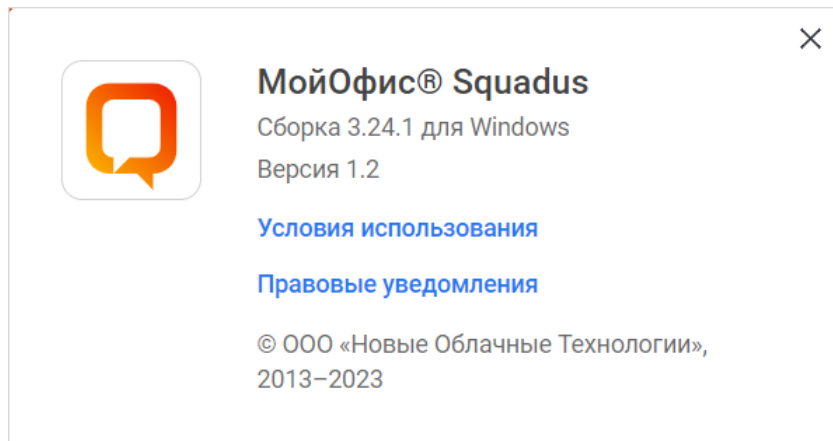 МойОфис® Squadus
Сборка 3.24.1 для Windows
Версия 1.2
Условия использования
Правовые уведомления
© ООО «Новые Облачные Технологии»,
2013–2023